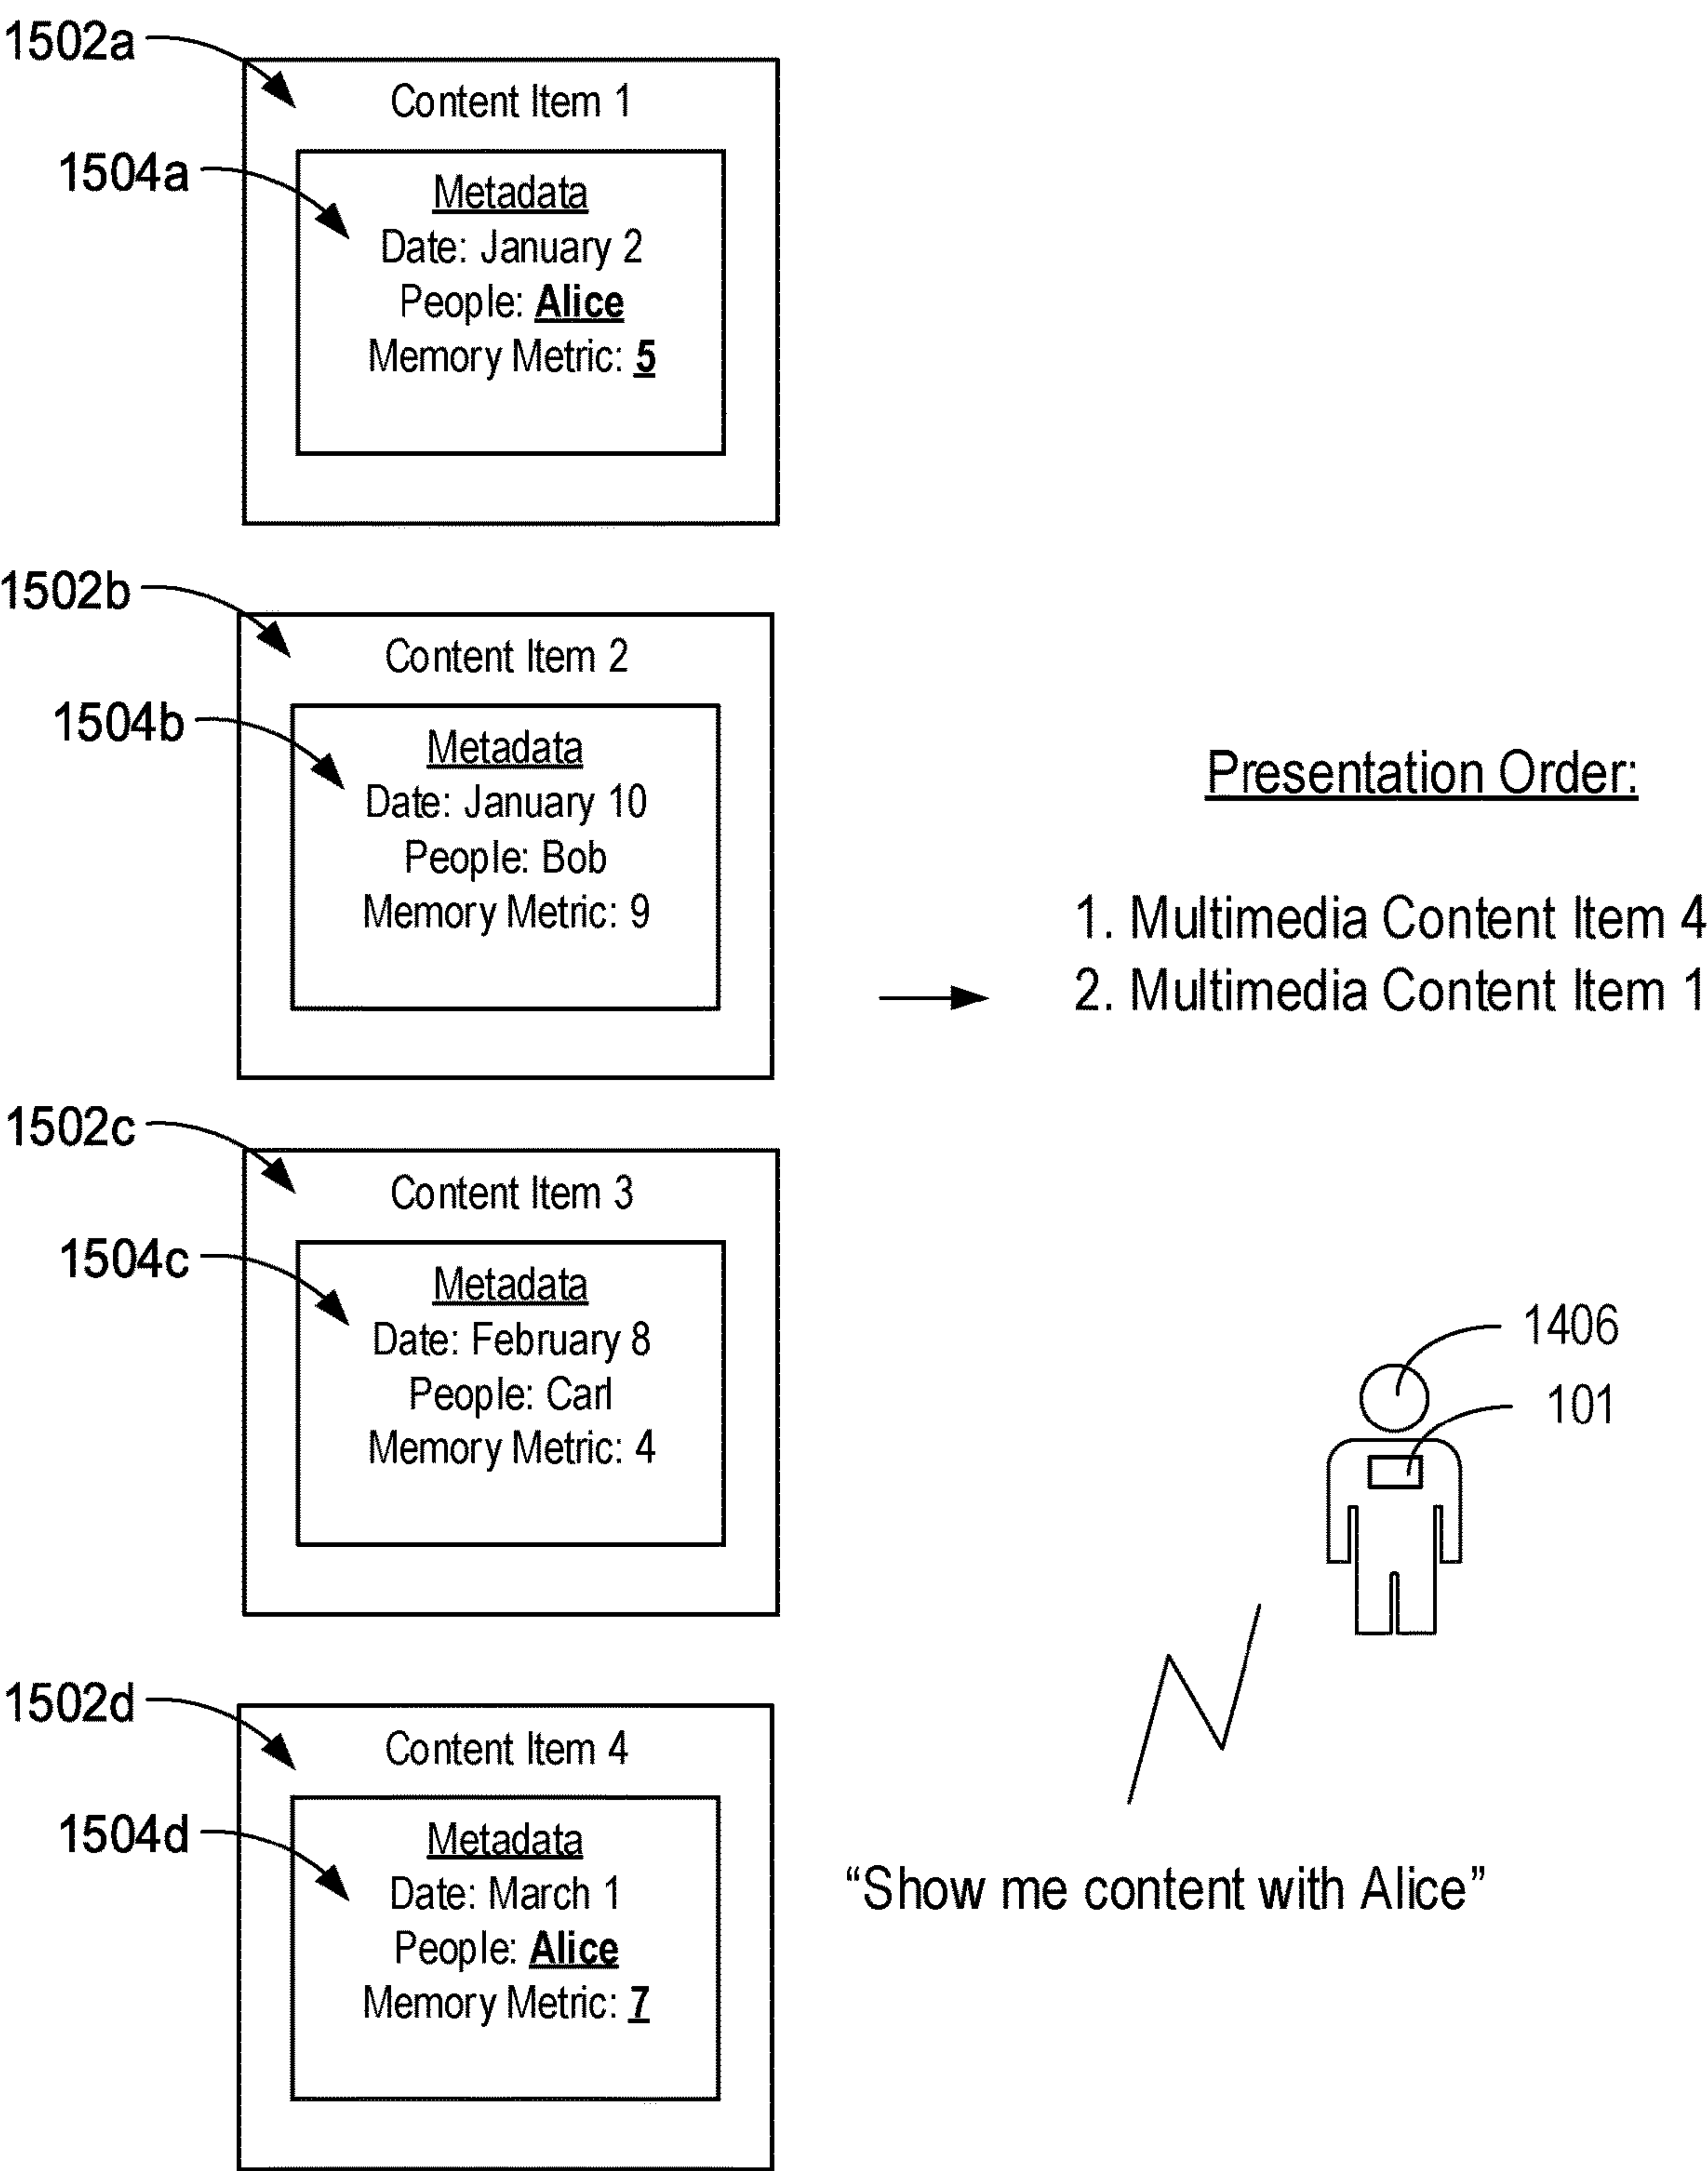 1502a
Content Item 1
1504a
Metadata
Date: January 2
People: Alice
Memory Metric: 5
1502b
Content Item 2
1504b
Metadata
Date: January 10
People: Bob
Memory Metric: 9
Presentation Order:
1. Multimedia Content Item 4
2. Multimedia Content Item 1
1502c
Content Item 3
1504c
Metadata
Date: February 8
People: Carl
Memory Metric: 4
1406
101
1502d
Content Item 4
1504d
Metadata
Date: March 1
People: Alice
Memory Metric: 7
“Show me content with Alice”